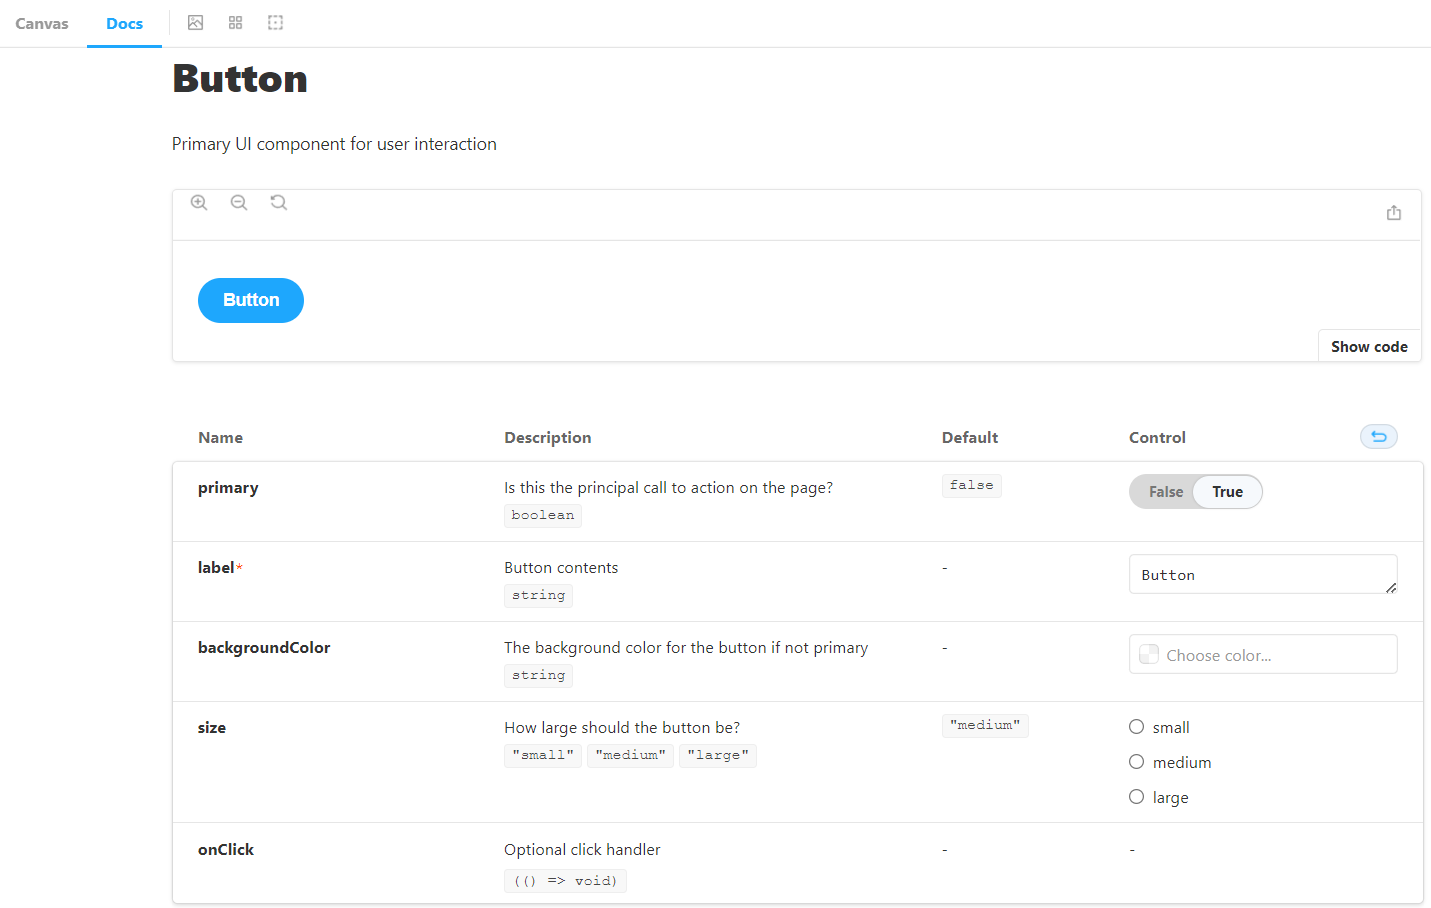 Canvas Docs
Button
Primary UI component for user interaction
Button
Show code
Name Description Default Control
primary Is this the principal call to action on the page? false False True
boolean
label* Button contents - Button
string
backgroundColor The background color for the button if not primary - Choose color...
string
size How large should the button be? "medium" small
"small" "medium" "large"
medium
large
onClick Optional click handler - -
(() => void)